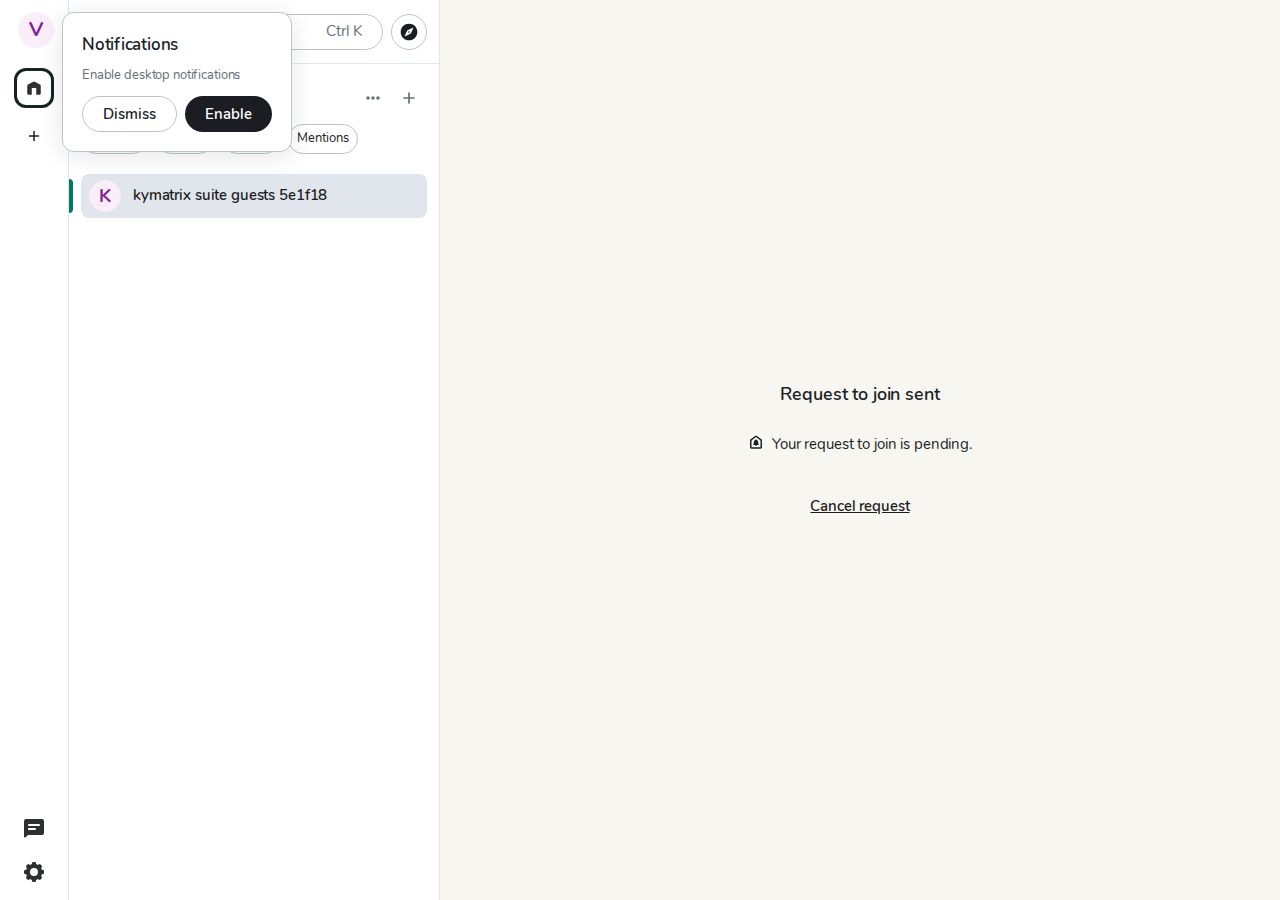 V
Ctrl K
Notifications
Enable desktop notifications
Dismiss
Enable
Mentions
K
kymatrix suite guests 5e1f18
Request to join sent
Your request to join is pending.
Cancel request